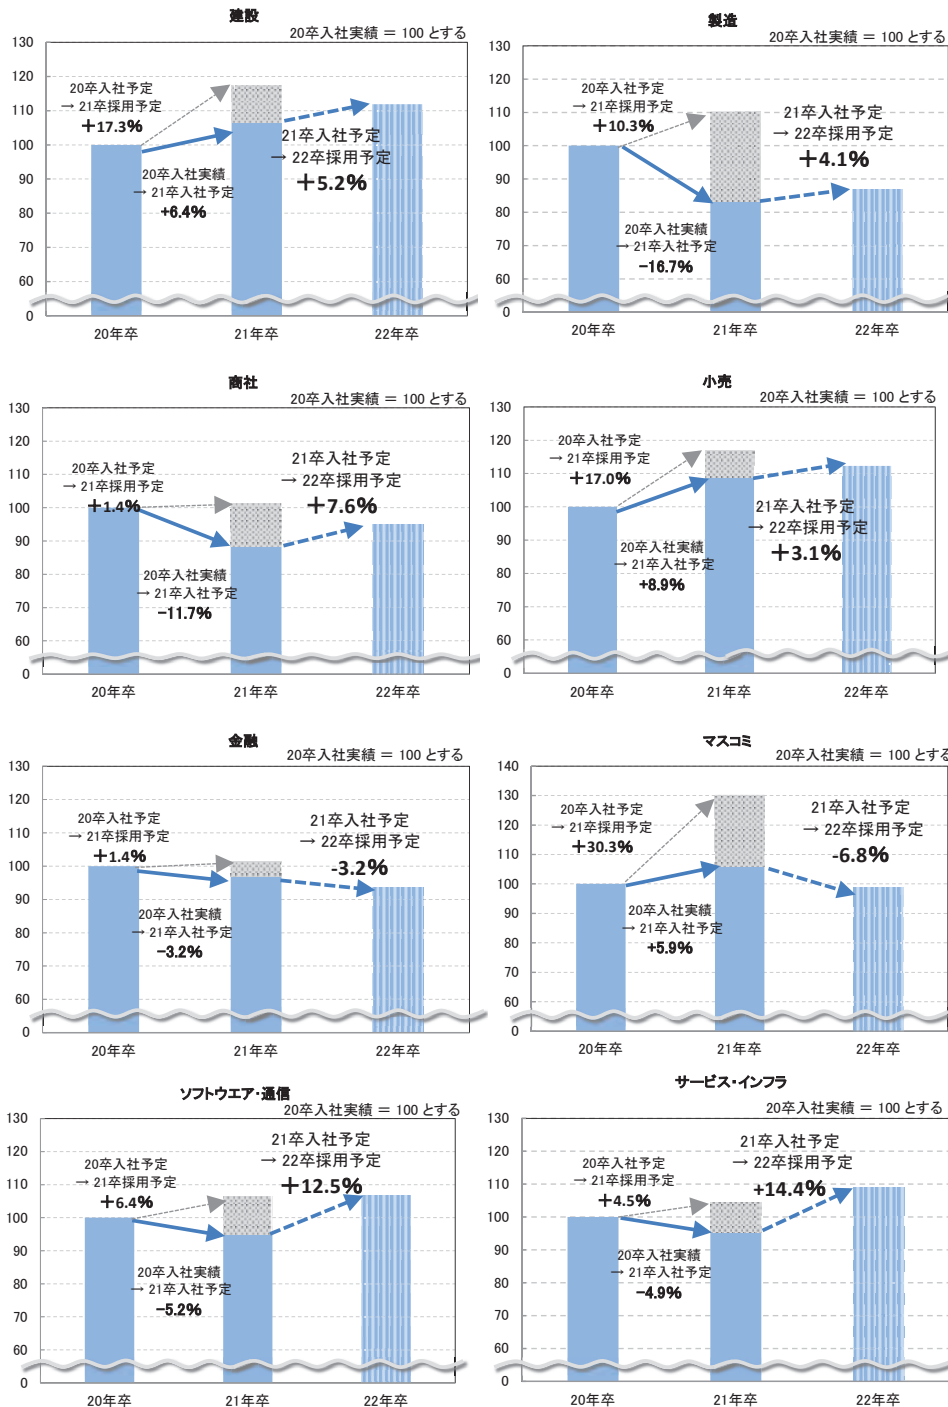 建設
20卒入社実績 = 100 とする
130
120
110
100
90
80
70
60
0
20卒入社予定
→ 21卒採用予定
+17.3%
20卒入社実績
→ 21卒入社予定
+6.4%
21卒入社予定
→ 22卒採用予定
+5.2%
20年卒
21年卒
22年卒
製造
20卒入社実績 = 100 とする
130
120
110
100
90
80
70
60
0
20卒入社予定
→ 21卒採用予定
+10.3%
20卒入社実績
→ 21卒入社予定
-16.7%
21卒入社予定
→ 22卒採用予定
+4.1%
20年卒
21年卒
22年卒
商社
20卒入社実績 = 100 とする
130
120
110
100
90
80
70
60
0
20卒入社予定
→ 21卒採用予定
+1.4%
20卒入社実績
→ 21卒入社予定
-11.7%
21卒入社予定
→ 22卒採用予定
+7.6%
20年卒
21年卒
22年卒
小売
20卒入社実績 = 100 とする
130
120
110
100
90
80
70
60
0
20卒入社予定
→ 21卒採用予定
+17.0%
20卒入社実績
→ 21卒入社予定
+8.9%
21卒入社予定
→ 22卒採用予定
+3.1%
20年卒
21年卒
22年卒
金融
20卒入社実績 = 100 とする
130
120
110
100
90
80
70
60
0
20卒入社予定
→ 21卒採用予定
+1.4%
20卒入社実績
→ 21卒入社予定
-3.2%
21卒入社予定
→ 22卒採用予定
-3.2%
20年卒
21年卒
22年卒
マスコミ
20卒入社実績 = 100 とする
140
130
120
110
100
90
80
70
60
0
20卒入社予定
→ 21卒採用予定
+30.3%
20卒入社実績
→ 21卒入社予定
+5.9%
21卒入社予定
→ 22卒採用予定
-6.8%
20年卒
21年卒
22年卒
ソフトウエア・通信
20卒入社実績 = 100 とする
130
120
110
100
90
80
70
60
0
20卒入社予定
→ 21卒採用予定
+6.4%
20卒入社実績
→ 21卒入社予定
-5.2%
21卒入社予定
→ 22卒採用予定
+12.5%
20年卒
21年卒
22年卒
サービス・インフラ
20卒入社実績 = 100 とする
130
120
110
100
90
80
70
60
0
20卒入社予定
→ 21卒採用予定
+4.5%
20卒入社実績
→ 21卒入社予定
-4.9%
21卒入社予定
→ 22卒採用予定
+14.4%
20年卒
21年卒
22年卒